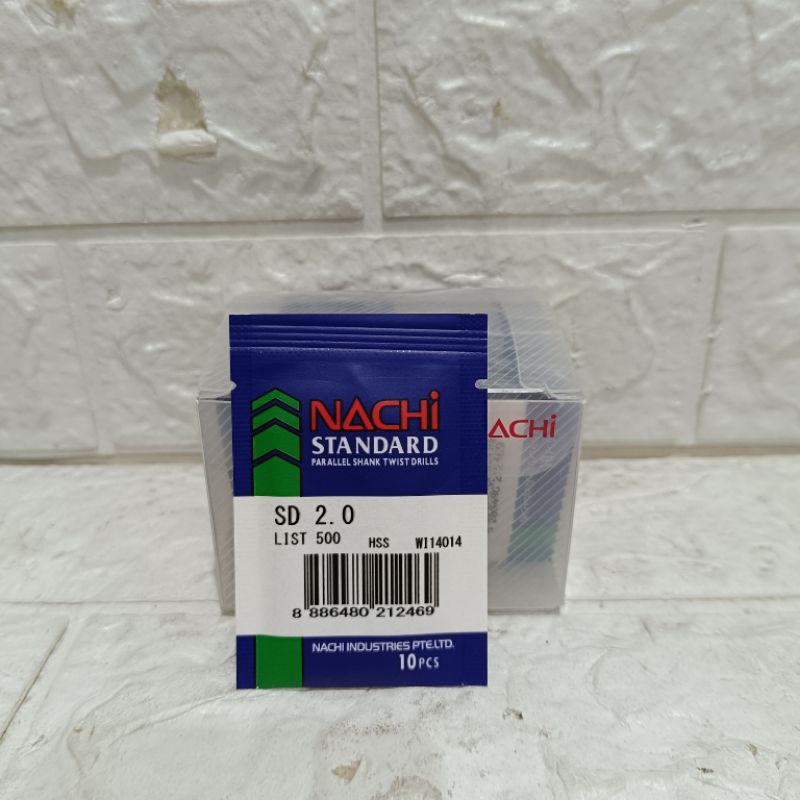 NACHi
STANDARD
PARALLEL SHANK TWIST DRILLS
SD 2.0
LIST 500 HSS WI14014
8 886480 212469
NACHI INDUSTRIES PTE.LTD.
10PCS
ACHi